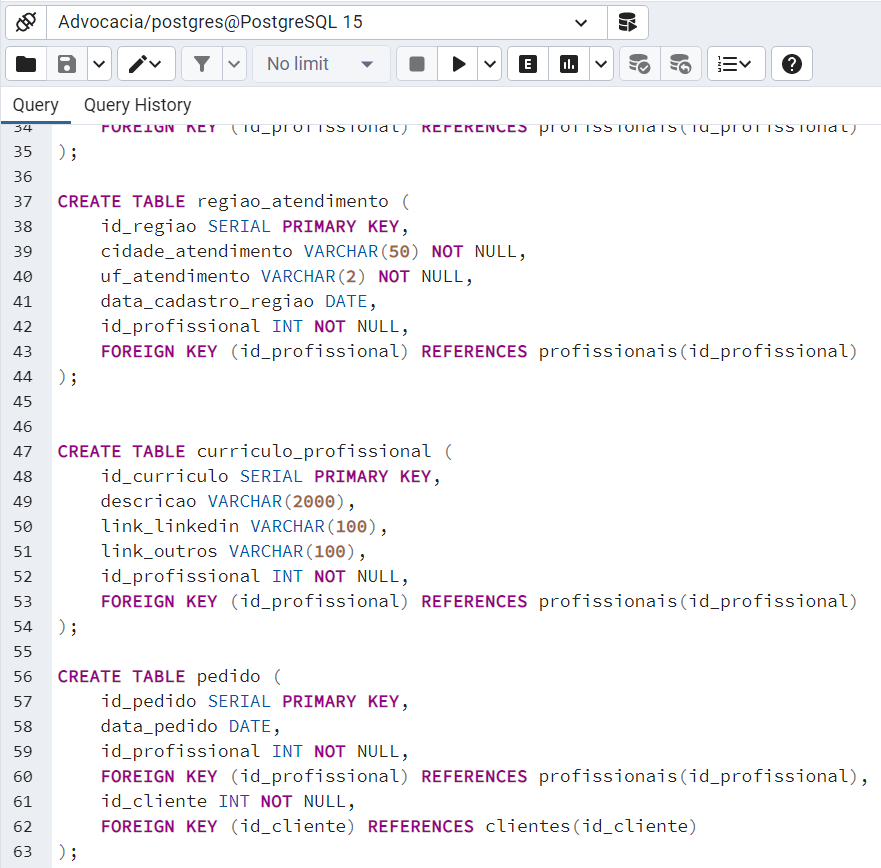 Advocacia/postgres@PostgreSQL 15
No limit
E
Query Query History
34     FOREIGN KEY (id_profissional) REFERENCES profissionais(id_profissional)
35 );
36
37 CREATE TABLE regiao_atendimento (
38     id_regiao SERIAL PRIMARY KEY,
39     cidade_atendimento VARCHAR(50) NOT NULL,
40     uf_atendimento VARCHAR(2) NOT NULL,
41     data_cadastro_regiao DATE,
42     id_profissional INT NOT NULL,
43     FOREIGN KEY (id_profissional) REFERENCES profissionais(id_profissional)
44 );
45
46
47 CREATE TABLE curriculo_profissional (
48     id_curriculo SERIAL PRIMARY KEY,
49     descricao VARCHAR(2000),
50     link_linkedin VARCHAR(100),
51     link_outros VARCHAR(100),
52     id_profissional INT NOT NULL,
53     FOREIGN KEY (id_profissional) REFERENCES profissionais(id_profissional)
54 );
55
56 CREATE TABLE pedido (
57     id_pedido SERIAL PRIMARY KEY,
58     data_pedido DATE,
59     id_profissional INT NOT NULL,
60     FOREIGN KEY (id_profissional) REFERENCES profissionais(id_profissional),
61     id_cliente INT NOT NULL,
62     FOREIGN KEY (id_cliente) REFERENCES clientes(id_cliente)
63 );